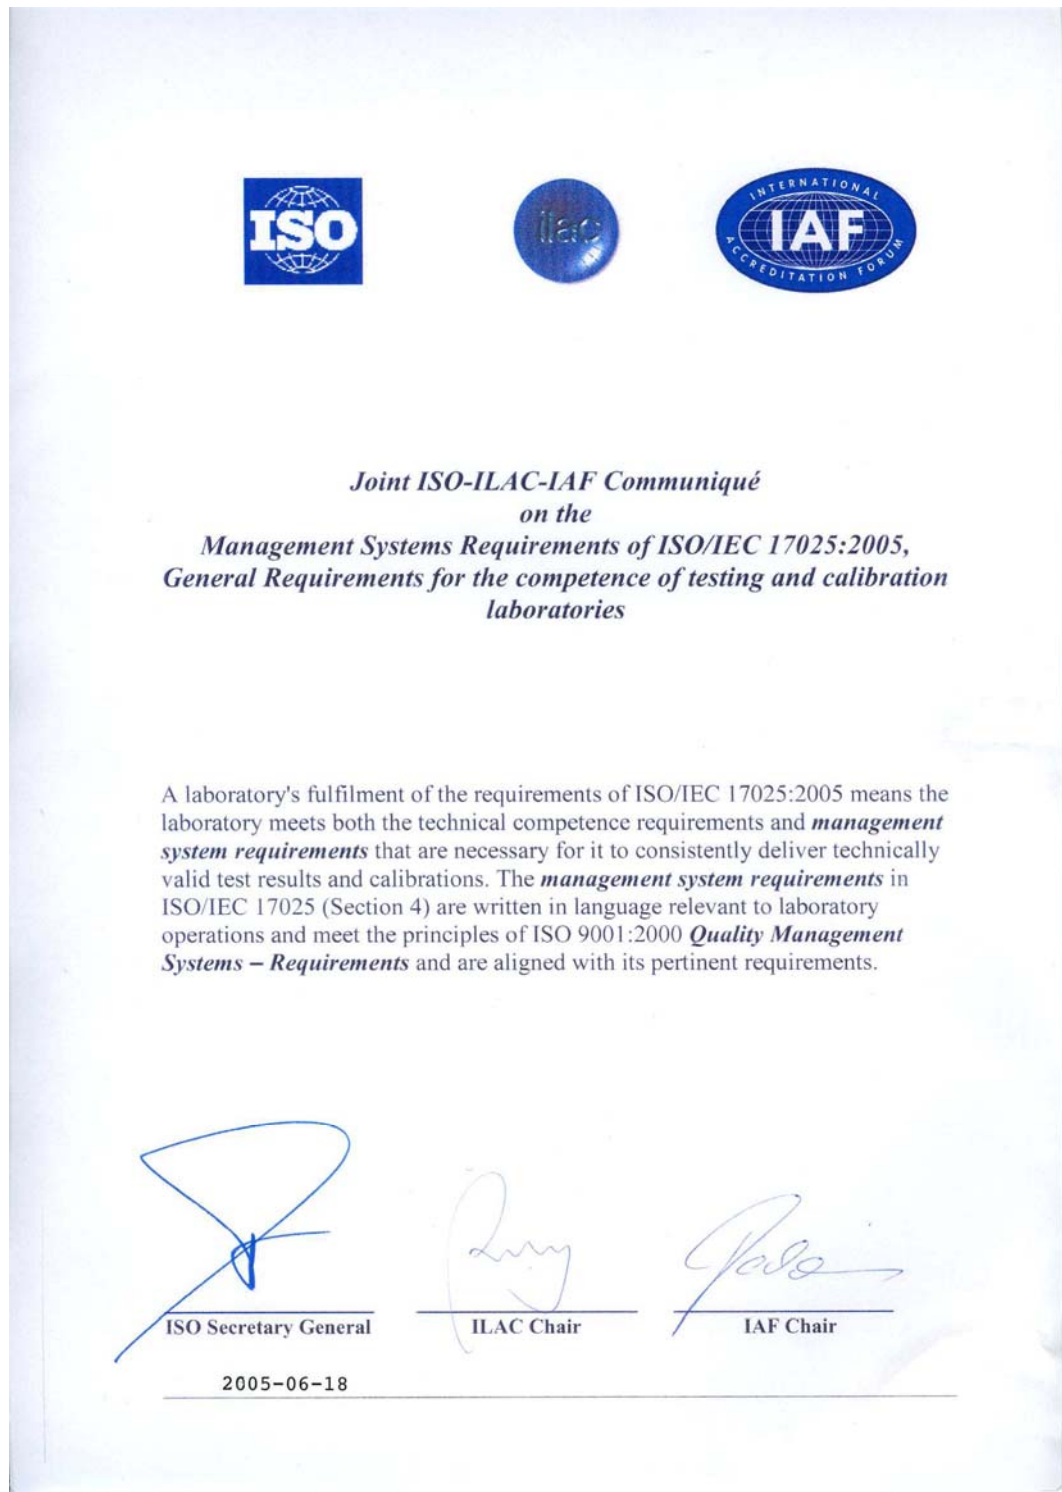 ISO
ilac
INTERNATIONAL
IAF
ACCREDITATION FORUM
Joint ISO-ILAC-IAF Communiqué
on the
Management Systems Requirements of ISO/IEC 17025:2005,
General Requirements for the competence of testing and calibration
laboratories
A laboratory's fulfilment of the requirements of ISO/IEC 17025:2005 means the
laboratory meets both the technical competence requirements and management
system requirements that are necessary for it to consistently deliver technically
valid test results and calibrations. The management system requirements in
ISO/IEC 17025 (Section 4) are written in language relevant to laboratory
operations and meet the principles of ISO 9001:2000 Quality Management
Systems – Requirements and are aligned with its pertinent requirements.
ISO Secretary General
ILAC Chair
IAF Chair
2005-06-18